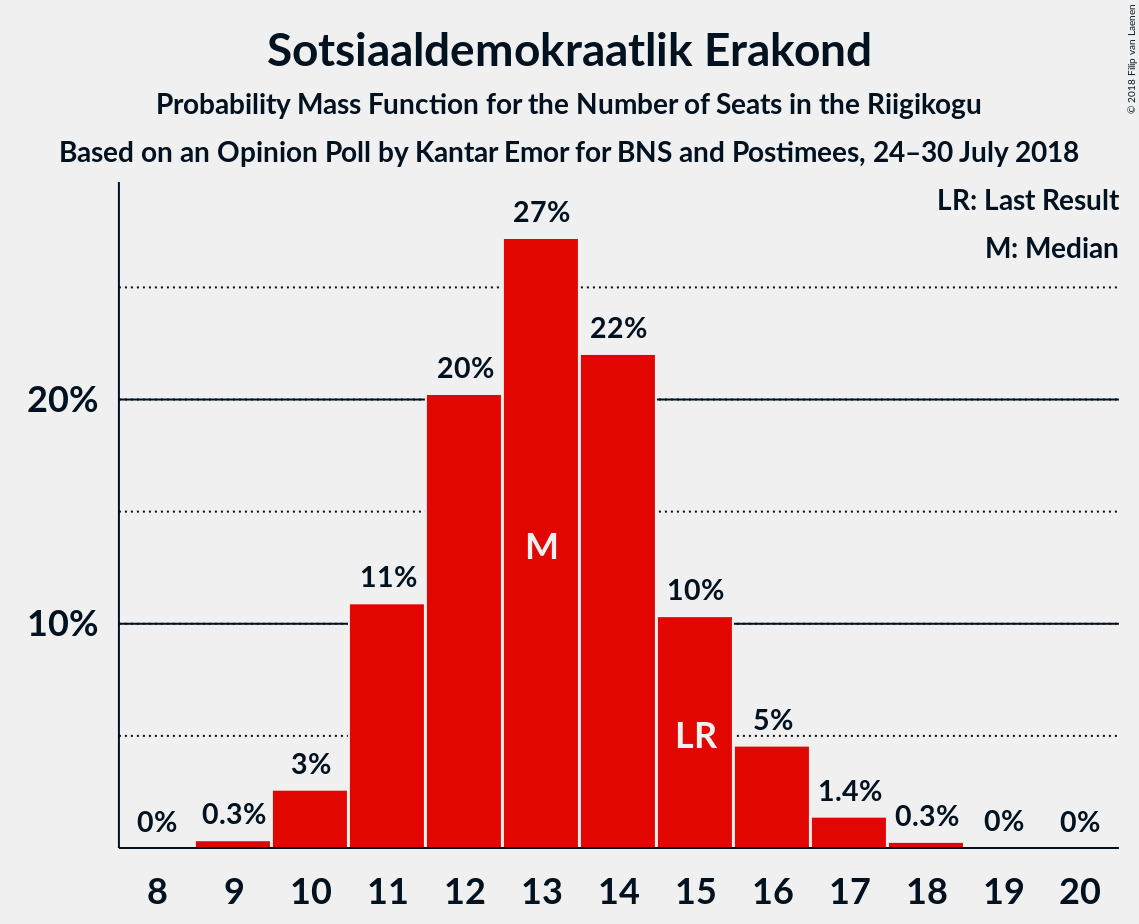 Sotsiaaldemokraatlik Erakond
Probability Mass Function for the Number of Seats in the Riigikogu
Based on an Opinion Poll by Kantar Emor for BNS and Postimees, 24–30 July 2018
© 2018 Filip van Laenen
LR: Last Result
M: Median
27%
22%
20%
20%
M
11%
10%
10%
LR
5%
3%
1.4%
0%
0.3%
0.3%
0%
0%
8 9 10 11 12 13 14 15 16 17 18 19 20